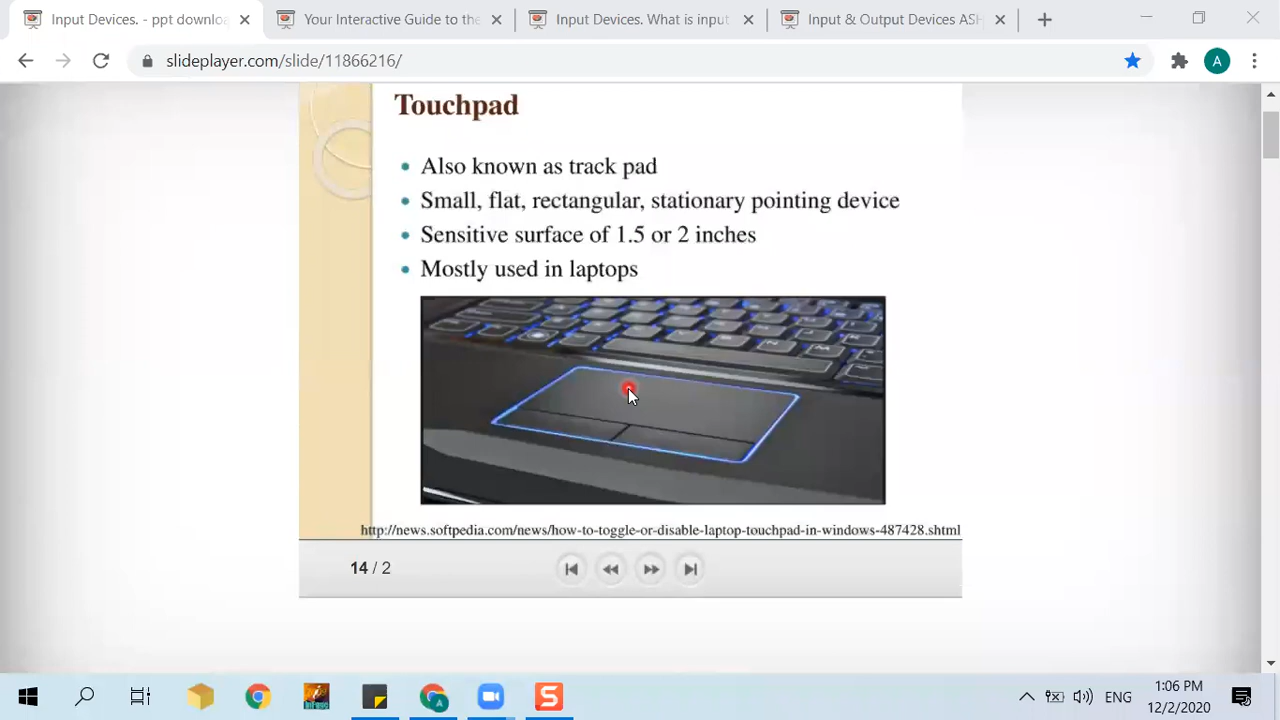 Input Devices. - ppt downloa
Your Interactive Guide to the
Input Devices. What is input
Input & Output Devices ASH
slideplayer.com/slide/11866216/
A
Touchpad
Also known as track pad
Small, flat, rectangular, stationary pointing device
Sensitive surface of 1.5 or 2 inches
Mostly used in laptops
http://news.softpedia.com/news/how-to-toggle-or-disable-laptop-touchpad-in-windows-487428.shtml
14 / 2
ENG
1:06 PM
12/2/2020